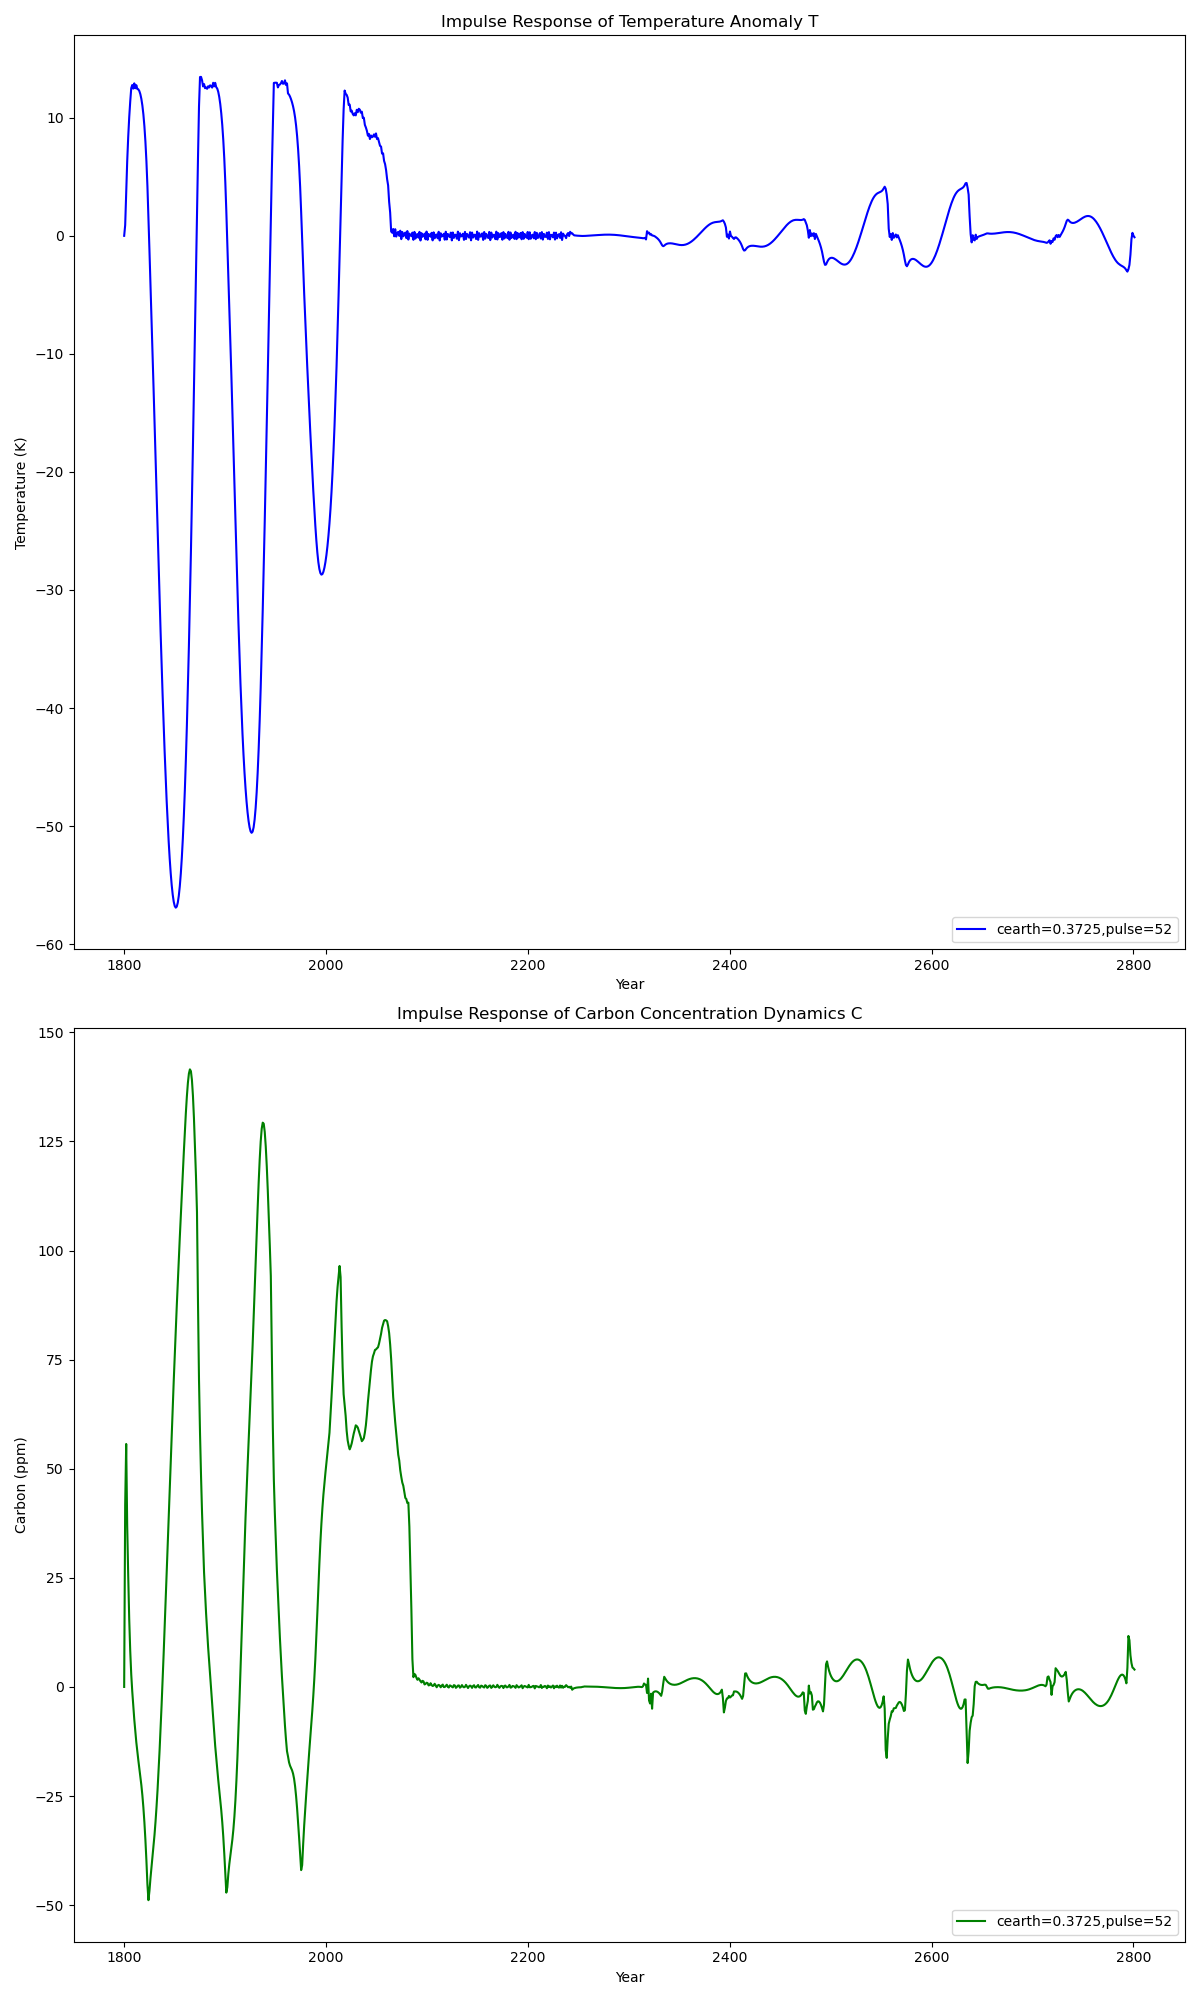 Impulse Response of Temperature Anomaly T
10
0
−10
−20
−30
−40
−50
−60
Temperature (K)
cearth=0.3725,pulse=52
1800 2000 2200 2400 2600 2800
Year
Impulse Response of Carbon Concentration Dynamics C
150
125
100
75
50
25
0
−25
−50
Carbon (ppm)
cearth=0.3725,pulse=52
1800 2000 2200 2400 2600 2800
Year